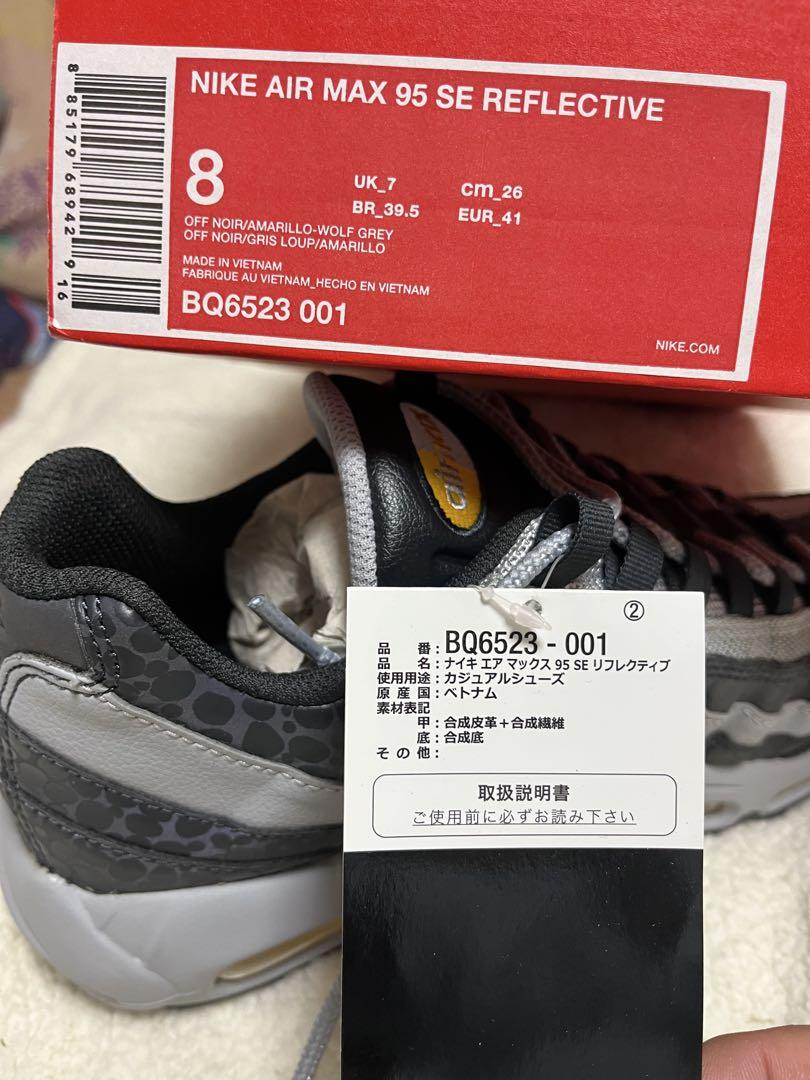 NIKE AIR MAX 95 SE REFLECTIVE
8
UK_7 cm_26
BR_39.5 EUR_41
OFF NOIR/AMARILLO-WOLF GREY
OFF NOIR/GRIS LOUP/AMARILLO
MADE IN VIETNAM
FABRIQUE AU VIETNAM_HECHO EN VIETNAM
BQ6523 001
NIKE.COM
8 85179 68942 9 16
air max
②
品番:BQ6523 - 001
品名:ナイキ エア マックス 95 SE リフレクティブ
使用用途:カジュアルシューズ
原産国:ベトナム
素材表記
甲:合成皮革+合成繊維
底:合成底
その他:
取扱説明書
ご使用前に必ずお読み下さい